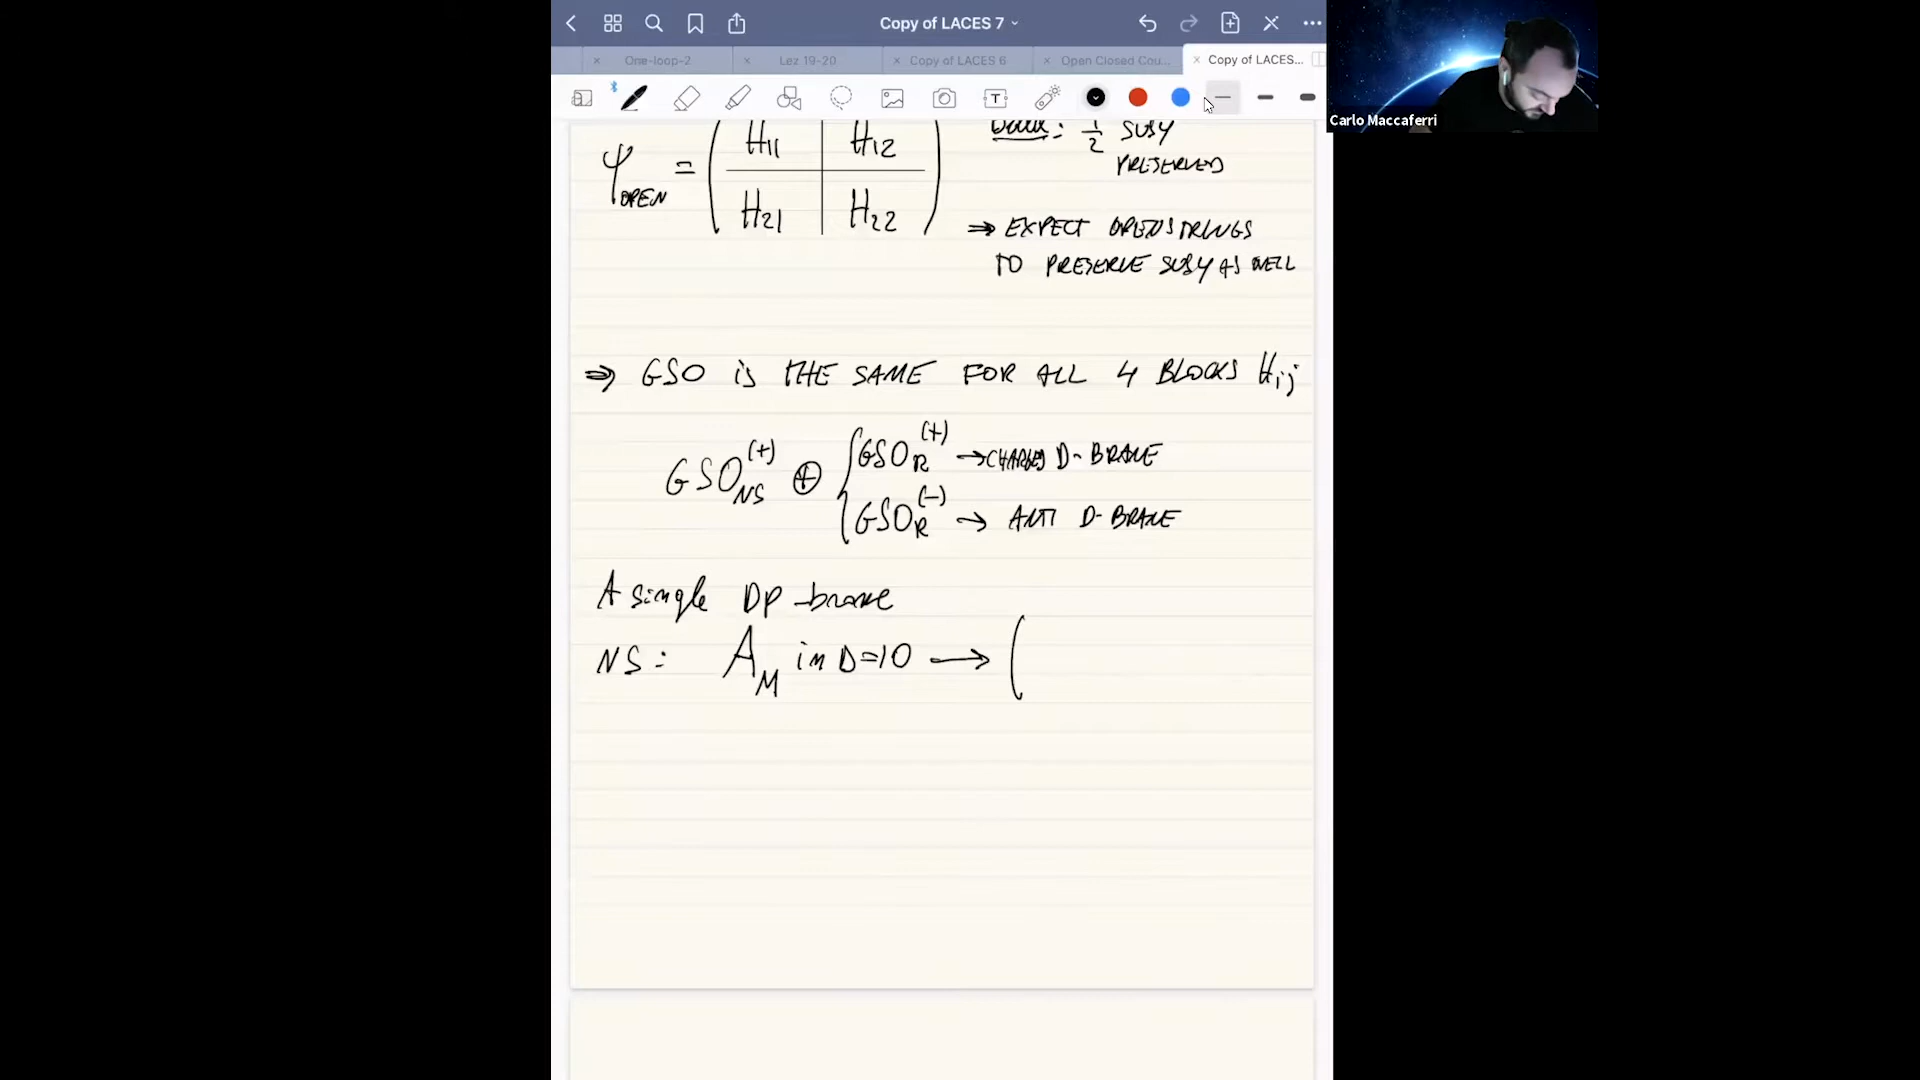 Copy of LACES 7
One-loop-2
Lez 19-20
Copy of LACES 6
Open Closed Cou...
Copy of LACES...
Carlo Maccaferri
φ_OPEN = ( H11 | H12
H21 | H22 )
: 1/2 SUSY
PRESERVED
⇒ EXPECT OPEN STRINGS
TO PRESERVE SUSY AS WELL
⇒ GSO is THE SAME FOR ALL 4 BLOCKS Hij
GSO_NS^(+) ⊕ { GSO_R^(+) → CHARGED D-BRANE
GSO_R^(-) → ANTI D-BRANE
A single Dp-brane
NS: A_M in D=10 → (